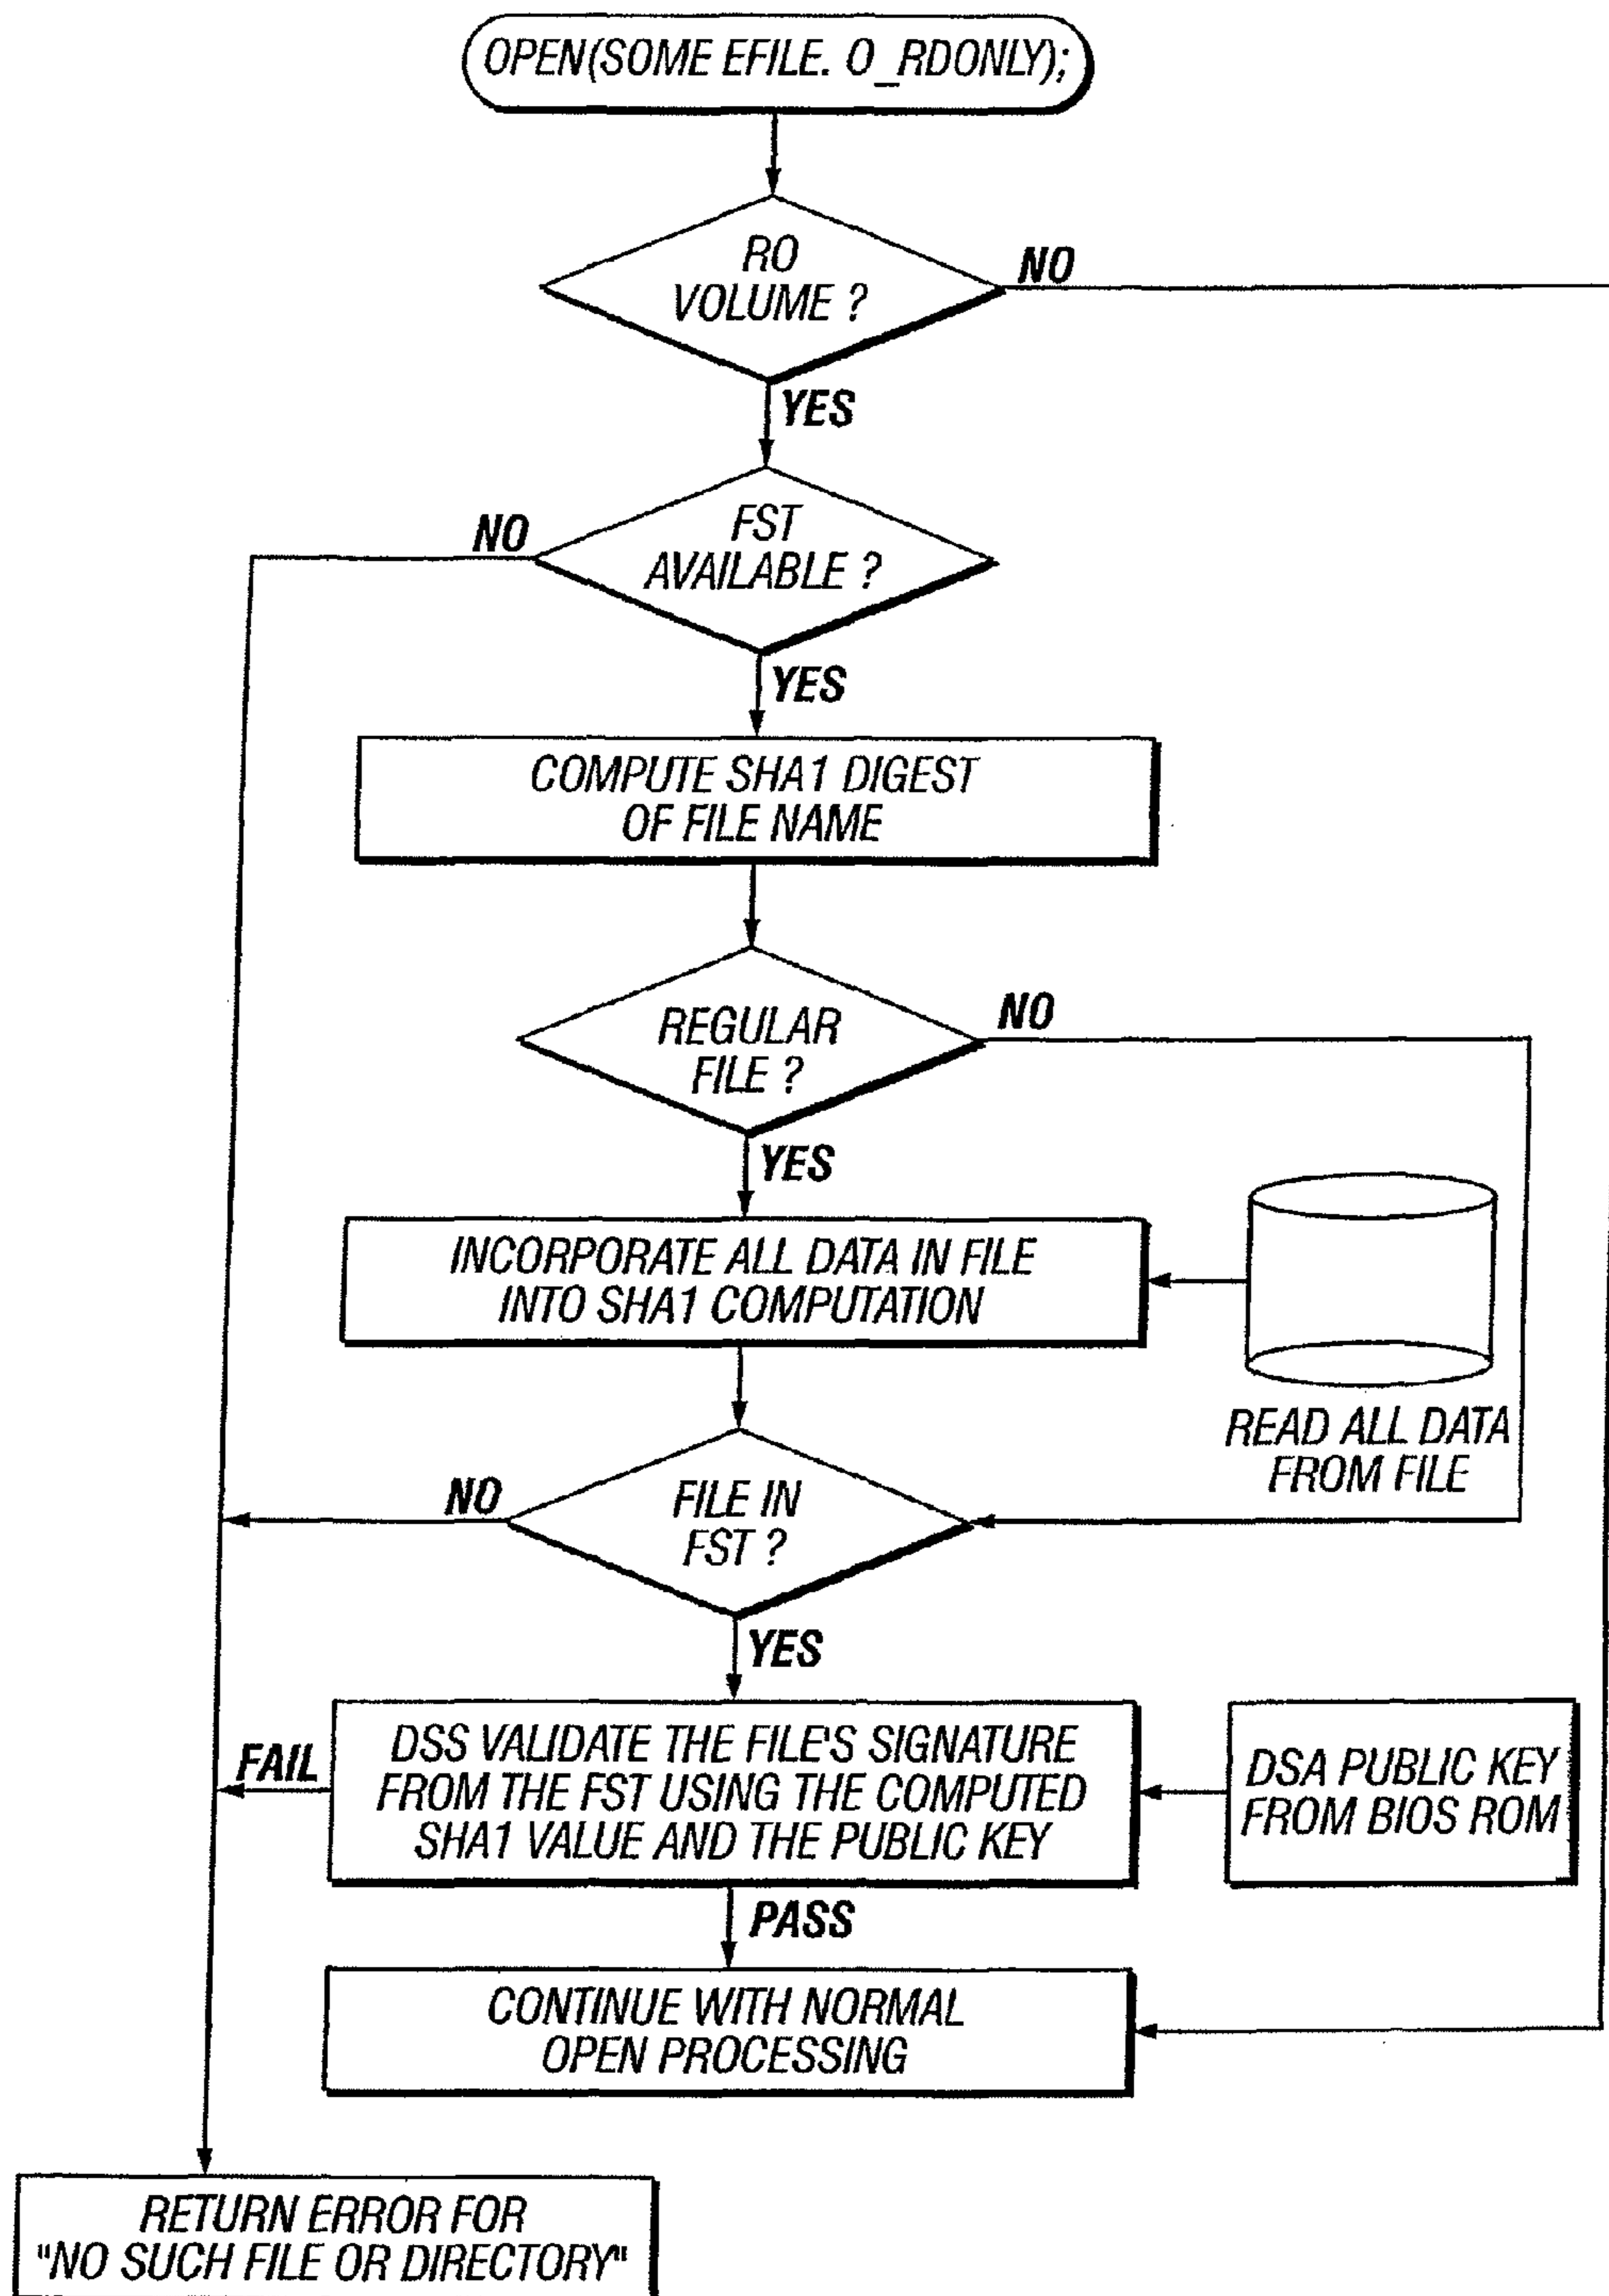 OPEN(SOME EFILE. O_RDONLY);
RO
VOLUME ?
NO
YES
FST
AVAILABLE ?
NO
YES
COMPUTE SHA1 DIGEST
OF FILE NAME
REGULAR
FILE ?
NO
YES
INCORPORATE ALL DATA IN FILE
INTO SHA1 COMPUTATION
READ ALL DATA
FROM FILE
FILE IN
FST ?
NO
YES
DSS VALIDATE THE FILE'S SIGNATURE
FROM THE FST USING THE COMPUTED
SHA1 VALUE AND THE PUBLIC KEY
FAIL
DSA PUBLIC KEY
FROM BIOS ROM
PASS
CONTINUE WITH NORMAL
OPEN PROCESSING
RETURN ERROR FOR
"NO SUCH FILE OR DIRECTORY"